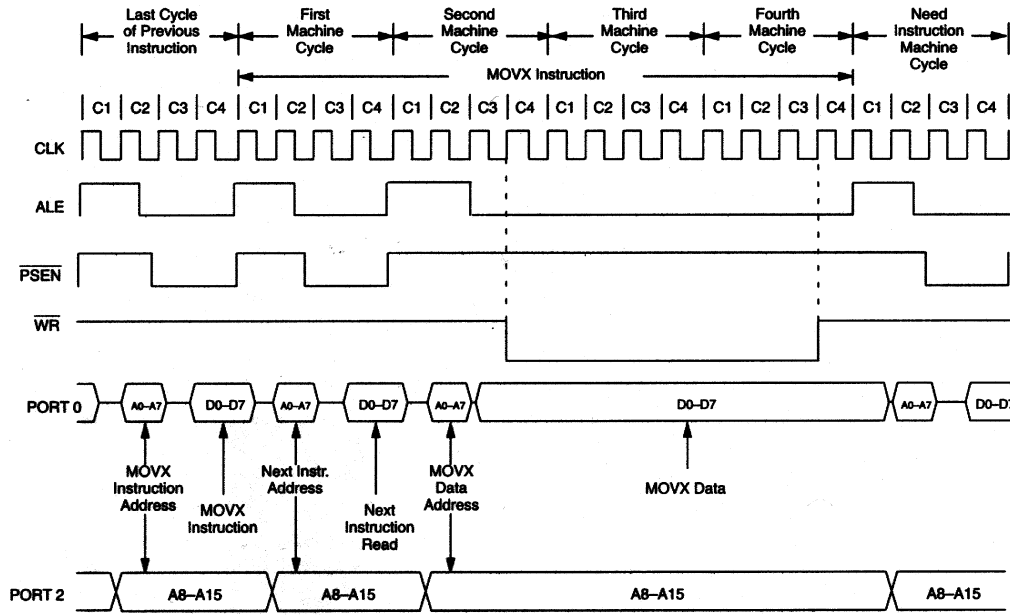 Last Cycle of Previous Instruction
First Machine Cycle
Second Machine Cycle
Third Machine Cycle
Fourth Machine Cycle
Need Instruction Machine Cycle
MOVX Instruction
C1 C2 C3 C4 C1 C2 C3 C4 C1 C2 C3 C4 C1 C2 C3 C4 C1 C2 C3 C4 C1 C2 C3 C4
CLK
ALE
PSEN
WR
PORT 0
A0–A7 D0–D7 A0–A7 D0–D7 A0–A7 D0–D7 A0–A7 D0–D7
MOVX Instruction Address
MOVX Instruction
Next Instr. Address
Next Instruction Read
MOVX Data Address
MOVX Data
PORT 2
A8–A15 A8–A15 A8–A15 A8–A15